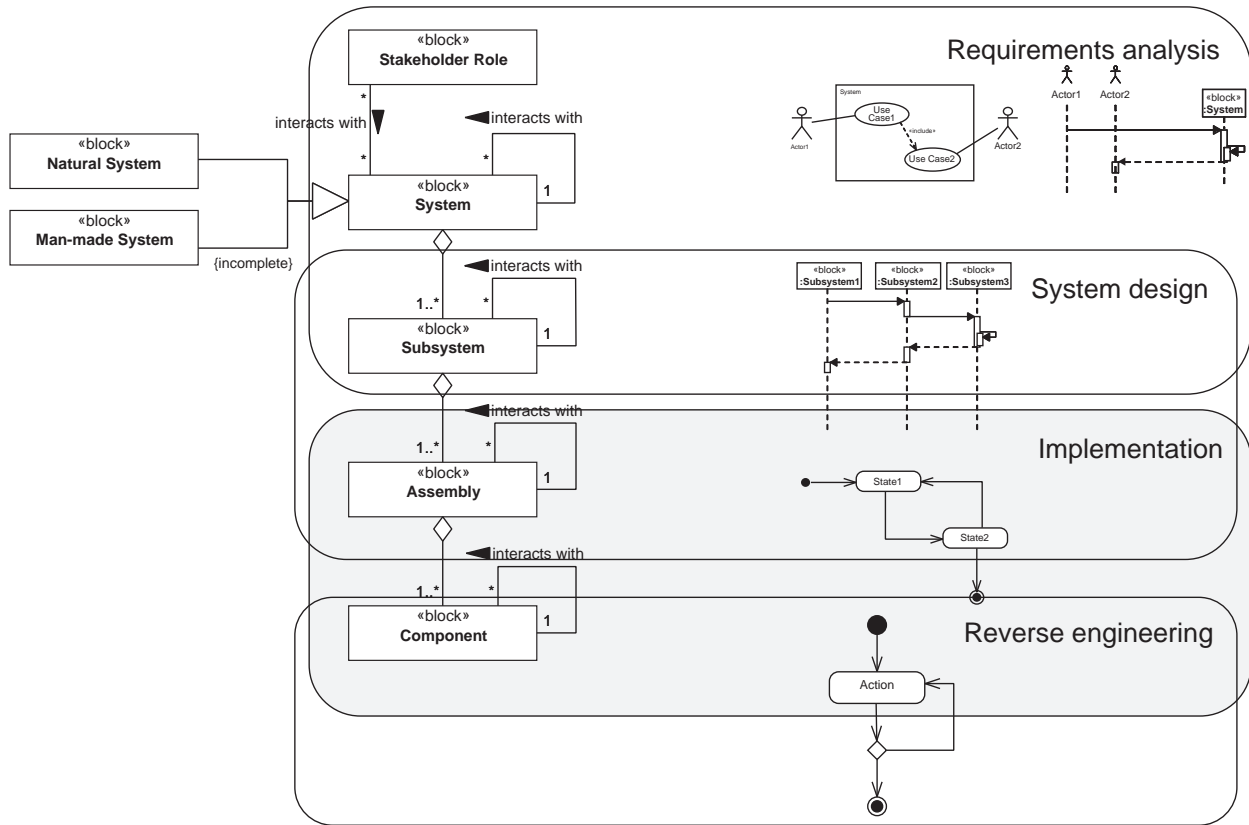 «block»
Stakeholder Role
*
interacts with
*
interacts with
*
1
«block»
Natural System
«block»
Man-made System
{incomplete}
«block»
System
Requirements analysis
System
Use
Case1
«include»
Use Case2
Actor1
Actor2
Actor1
Actor2
«block»
:System
interacts with
1..*
*
1
«block»
Subsystem
System design
«block»
:Subsystem1
«block»
:Subsystem2
«block»
:Subsystem3
interacts with
1..*
*
1
«block»
Assembly
Implementation
State1
State2
interacts with
1..*
*
1
«block»
Component
Reverse engineering
Action